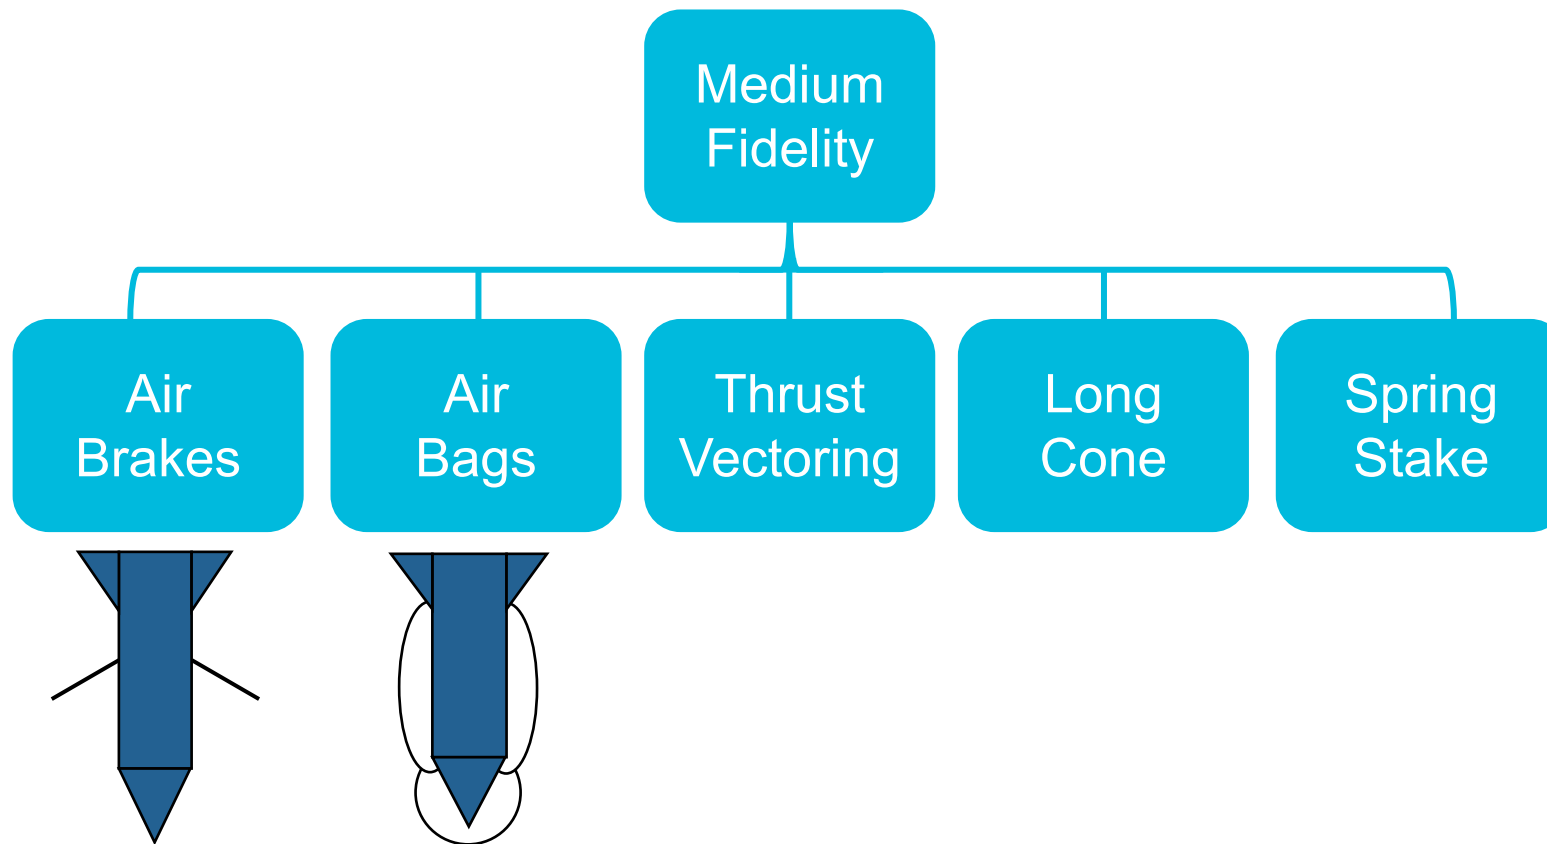 Medium
Fidelity
Air
Brakes
Air
Bags
Thrust
Vectoring
Long
Cone
Spring
Stake